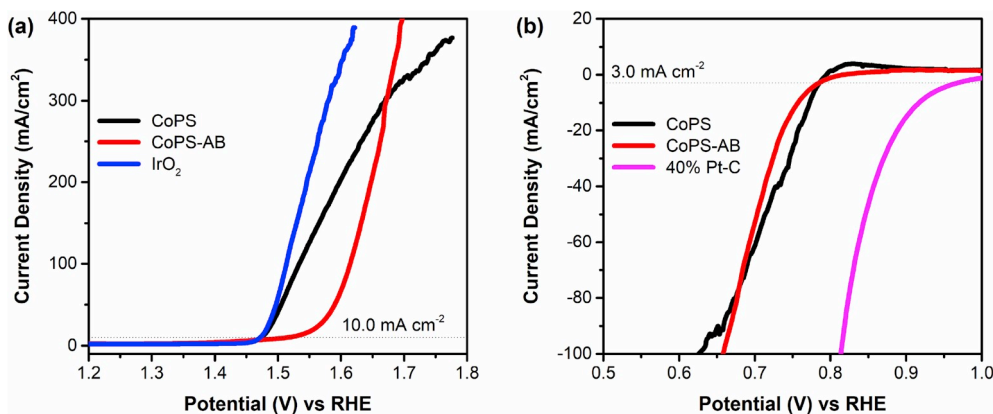 (a)
400
300
200
100
0
CoPS
CoPS-AB
IrO₂
10.0 mA cm⁻²
1.2 1.3 1.4 1.5 1.6 1.7 1.8
Potential (V) vs RHE
Current Density (mA/cm²)
(b)
20
0
-20
-40
-60
-80
-100
3.0 mA cm⁻²
CoPS
CoPS-AB
40% Pt-C
0.5 0.6 0.7 0.8 0.9 1.0
Potential (V) vs RHE
Current Density (mA/cm²)